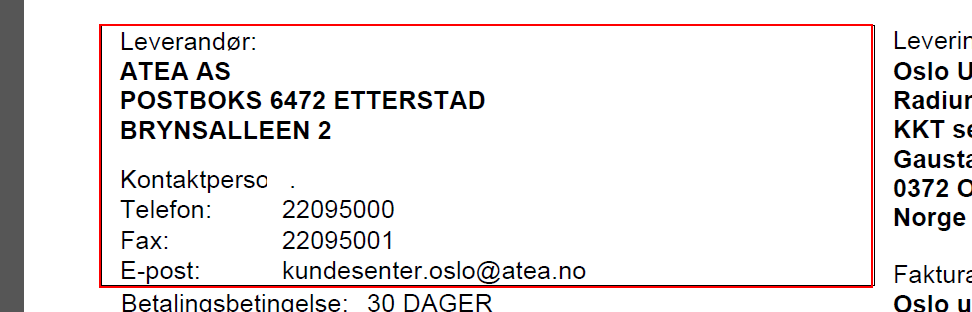 Leverandør:
ATEA AS
POSTBOKS 6472 ETTERSTAD
BRYNSALLEEN 2
Kontaktperso .
Telefon: 22095000
Fax: 22095001
E-post: kundesenter.oslo@atea.no
Betalingsbetingelse: 30 DAGER
Leverin
Oslo U
Radiur
KKT se
Gausta
0372 O
Norge
Faktura
Oslo u